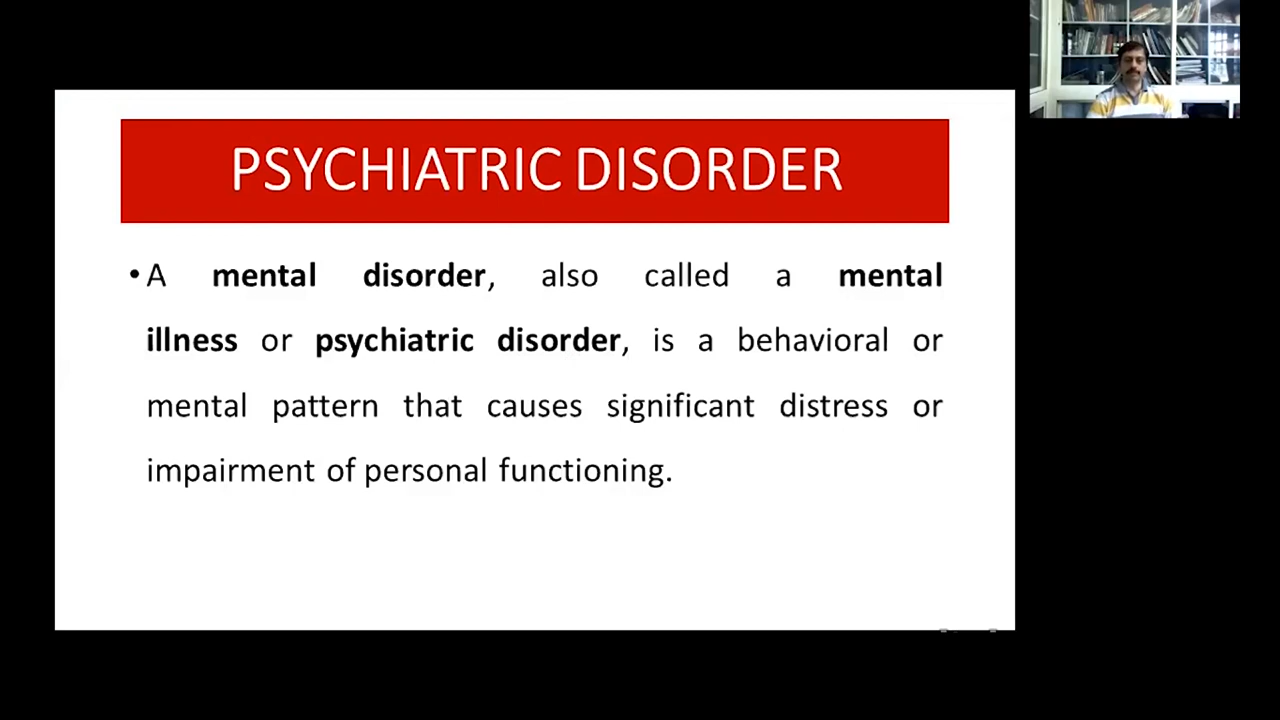 PSYCHIATRIC DISORDER
• A mental disorder, also called a mental
illness or psychiatric disorder, is a behavioral or
mental pattern that causes significant distress or
impairment of personal functioning.